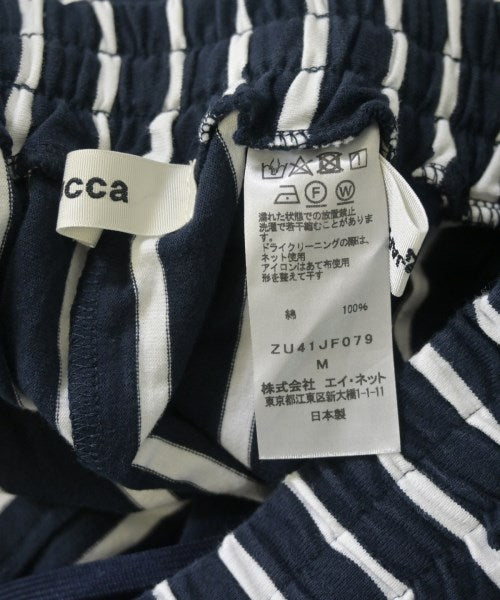 cca
濡れた状態での放置禁止
洗濯で若干縮むことがありま
す。
ドライクリーニングの際は、
ネット使用
アイロンはあて布使用
形を整えて干す
綿 100%
ZU41JF079
M
株式会社 エイ・ネット
東京都江東区新大橋1-1-11
日本製